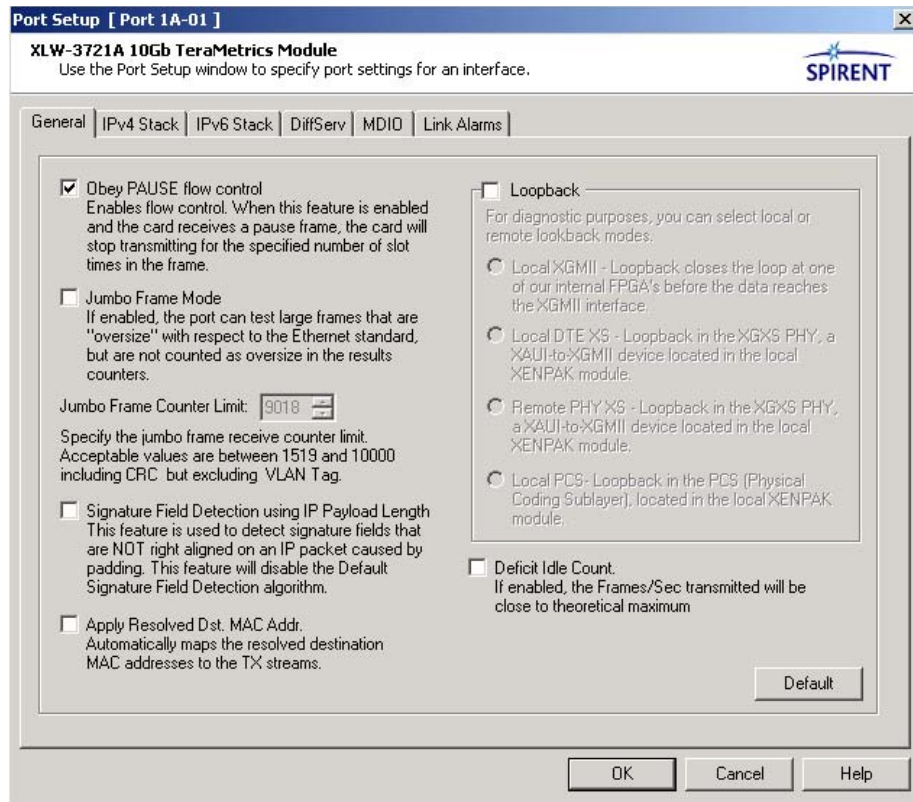 Port Setup [ Port 1A-01 ]
XLW-3721A 10Gb TeraMetrics Module
Use the Port Setup window to specify port settings for an interface.
SPIRENT
General
IPv4 Stack
IPv6 Stack
DiffServ
MDIO
Link Alarms
Obey PAUSE flow control
Enables flow control. When this feature is enabled
and the card receives a pause frame, the card will
stop transmitting for the specified number of slot
times in the frame.
Jumbo Frame Mode
If enabled, the port can test large frames that are
"oversize" with respect to the Ethernet standard,
but are not counted as oversize in the results
counters.
Jumbo Frame Counter Limit: 9018
Specify the jumbo frame receive counter limit.
Acceptable values are between 1519 and 10000
including CRC but excluding VLAN Tag.
Signature Field Detection using IP Payload Length
This feature is used to detect signature fields that
are NOT right aligned on an IP packet caused by
padding. This feature will disable the Default
Signature Field Detection algorithm.
Apply Resolved Dst. MAC Addr.
Automatically maps the resolved destination
MAC addresses to the TX streams.
Loopback
For diagnostic purposes, you can select local or
remote lookback modes.
Local XGMII - Loopback closes the loop at one
of our internal FPGA's before the data reaches
the XGMII interface.
Local DTE XS - Loopback in the XGXS PHY, a
XAUI-to-XGMII device located in the local
XENPAK module.
Remote PHY XS - Loopback in the XGXS PHY,
a XAUI-to-XGMII device located in the local
XENPAK module.
Local PCS- Loopback in the PCS (Physical
Coding Sublayer), located in the local XENPAK
module.
Deficit Idle Count.
If enabled, the Frames/Sec transmitted will be
close to theoretical maximum
Default
OK
Cancel
Help